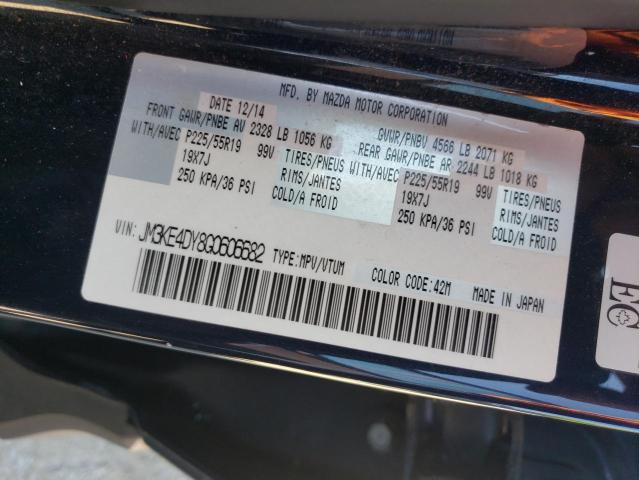 MFD. BY MAZDA MOTOR CORPORATION
DATE 12/14
GVWR/PNBV 4566 LB 2071 KG
FRONT GAWR/PNBE AV 2328 LB 1056 KG
REAR GAWR/PNBE AR 2244 LB 1018 KG
WITH/AVEC P225/55R19 99V TIRES/PNEUS
19X7J RIMS/JANTES
250 KPA/36 PSI COLD/A FROID
WITH/AVEC P225/55R19 99V TIRES/PNEUS
19X7J RIMS/JANTES
250 KPA/36 PSI COLD/A FROID
VIN: JM3KE4DY8G0606682 TYPE:MPV/VTUM
COLOR CODE:42M MADE IN JAPAN